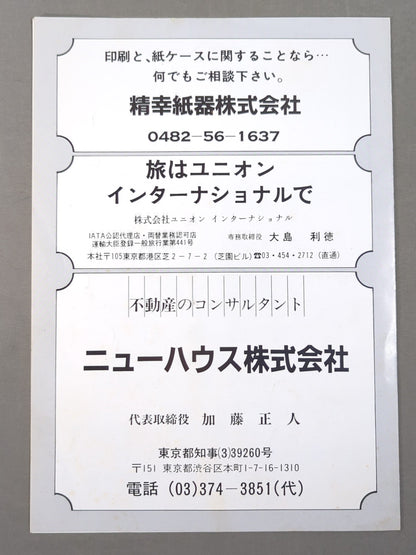 印刷と、紙ケースに関することなら…
何でもご相談下さい。
精幸紙器株式会社
0482-56-1637
旅はユニオン
インターナショナルで
株式会社ユニオン インターナショナル
IATA公認代理店・両替業務認可店
運輸大臣登録一般旅行業第441号
専務取締役 大島 利徳
本社〒105東京都港区芝2-7-2 (芝園ビル)☎03・454・2712 (直通)
不動産のコンサルタント
ニューハウス株式会社
代表取締役 加藤正人
東京都知事(3)39260号
〒151 東京都渋谷区本町1-7-16-1310
電話 (03)374-3851(代)